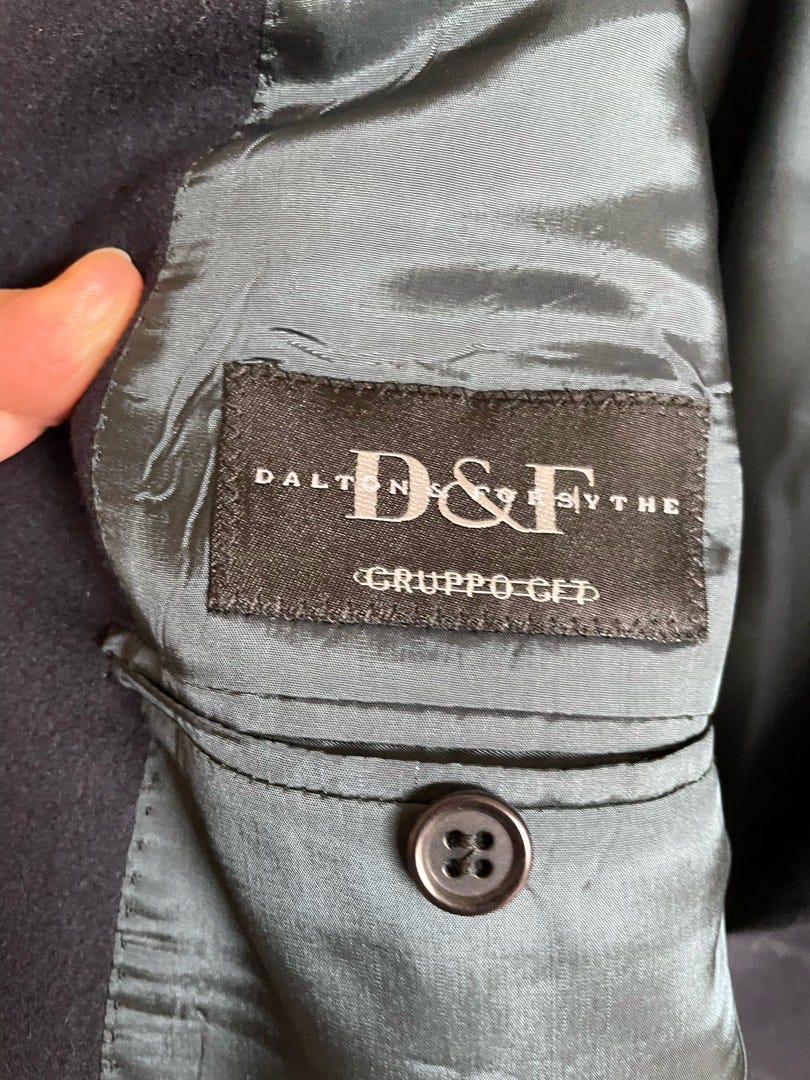 D&F
DALTON & FORSYTHE
GRUPPO GFT